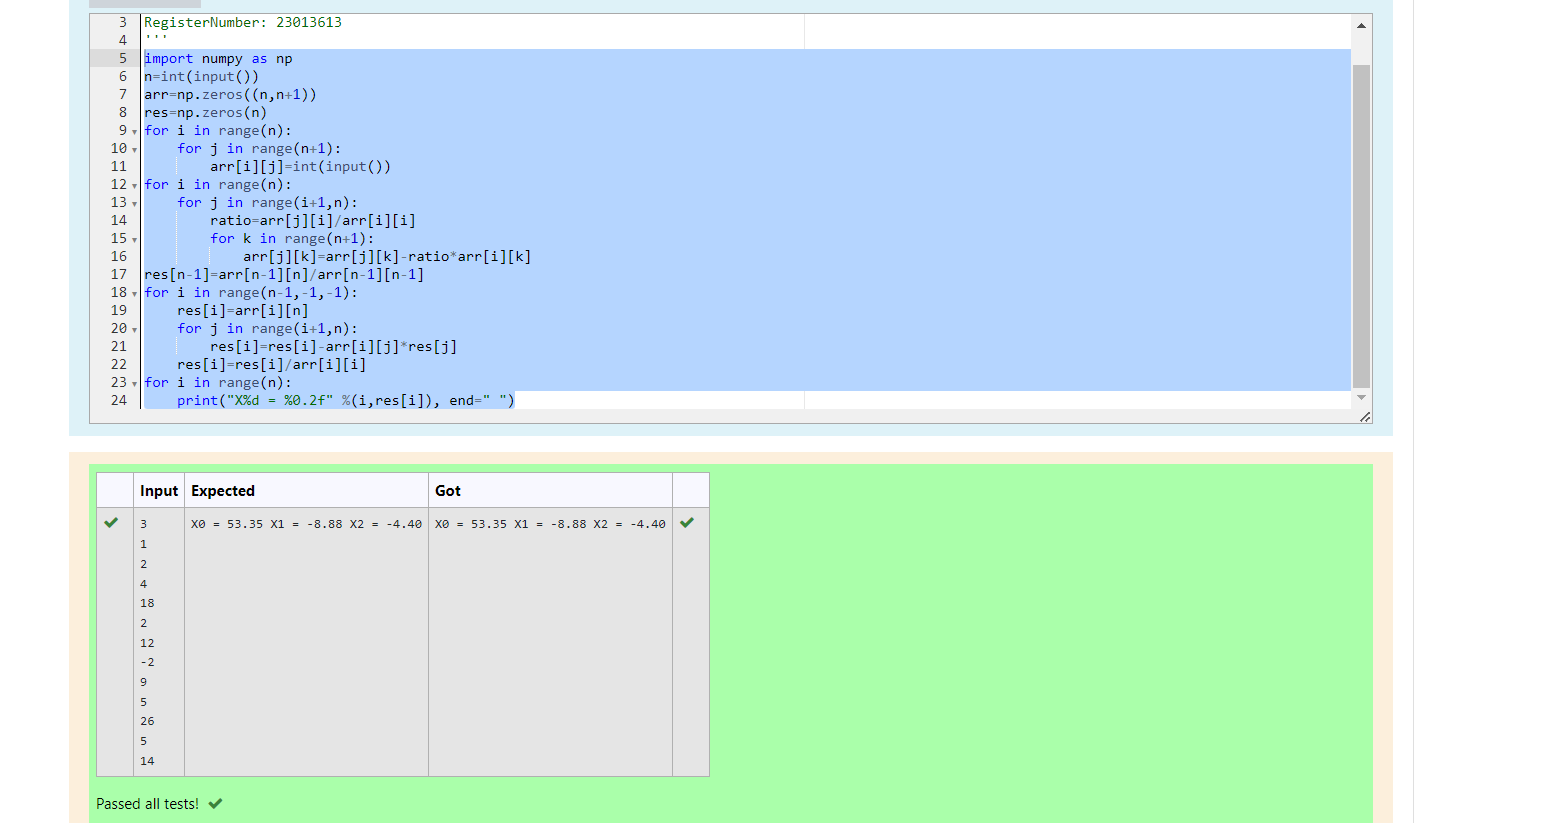 3 RegisterNumber: 23013613
4 '''
5 import numpy as np
6 n=int(input())
7 arr=np.zeros((n,n+1))
8 res=np.zeros(n)
9 for i in range(n):
10     for j in range(n+1):
11         arr[i][j]=int(input())
12 for i in range(n):
13     for j in range(i+1,n):
14         ratio=arr[j][i]/arr[i][i]
15         for k in range(n+1):
16             arr[j][k]=arr[j][k]-ratio*arr[i][k]
17 res[n-1]=arr[n-1][n]/arr[n-1][n-1]
18 for i in range(n-1,-1,-1):
19     res[i]=arr[i][n]
20     for j in range(i+1,n):
21         res[i]=res[i]-arr[i][j]*res[j]
22     res[i]=res[i]/arr[i][i]
23 for i in range(n):
24     print("X%d = %0.2f" %(i,res[i]), end=" ")
Input Expected Got
3 X0 = 53.35 X1 = -8.88 X2 = -4.40 X0 = 53.35 X1 = -8.88 X2 = -4.40
1
2
4
18
2
12
-2
9
5
26
5
14
Passed all tests!